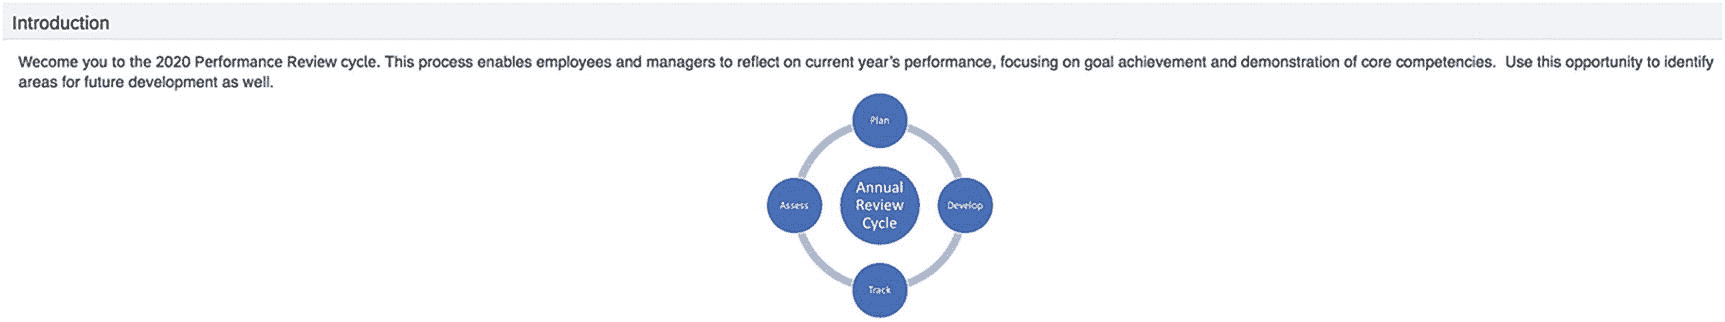 Introduction
Wecome you to the 2020 Performance Review cycle. This process enables employees and managers to reflect on current year's performance, focusing on goal achievement and demonstration of core competencies.  Use this opportunity to identify
areas for future development as well.
Plan
Annual
Review
Cycle
Assess
Develop
Track